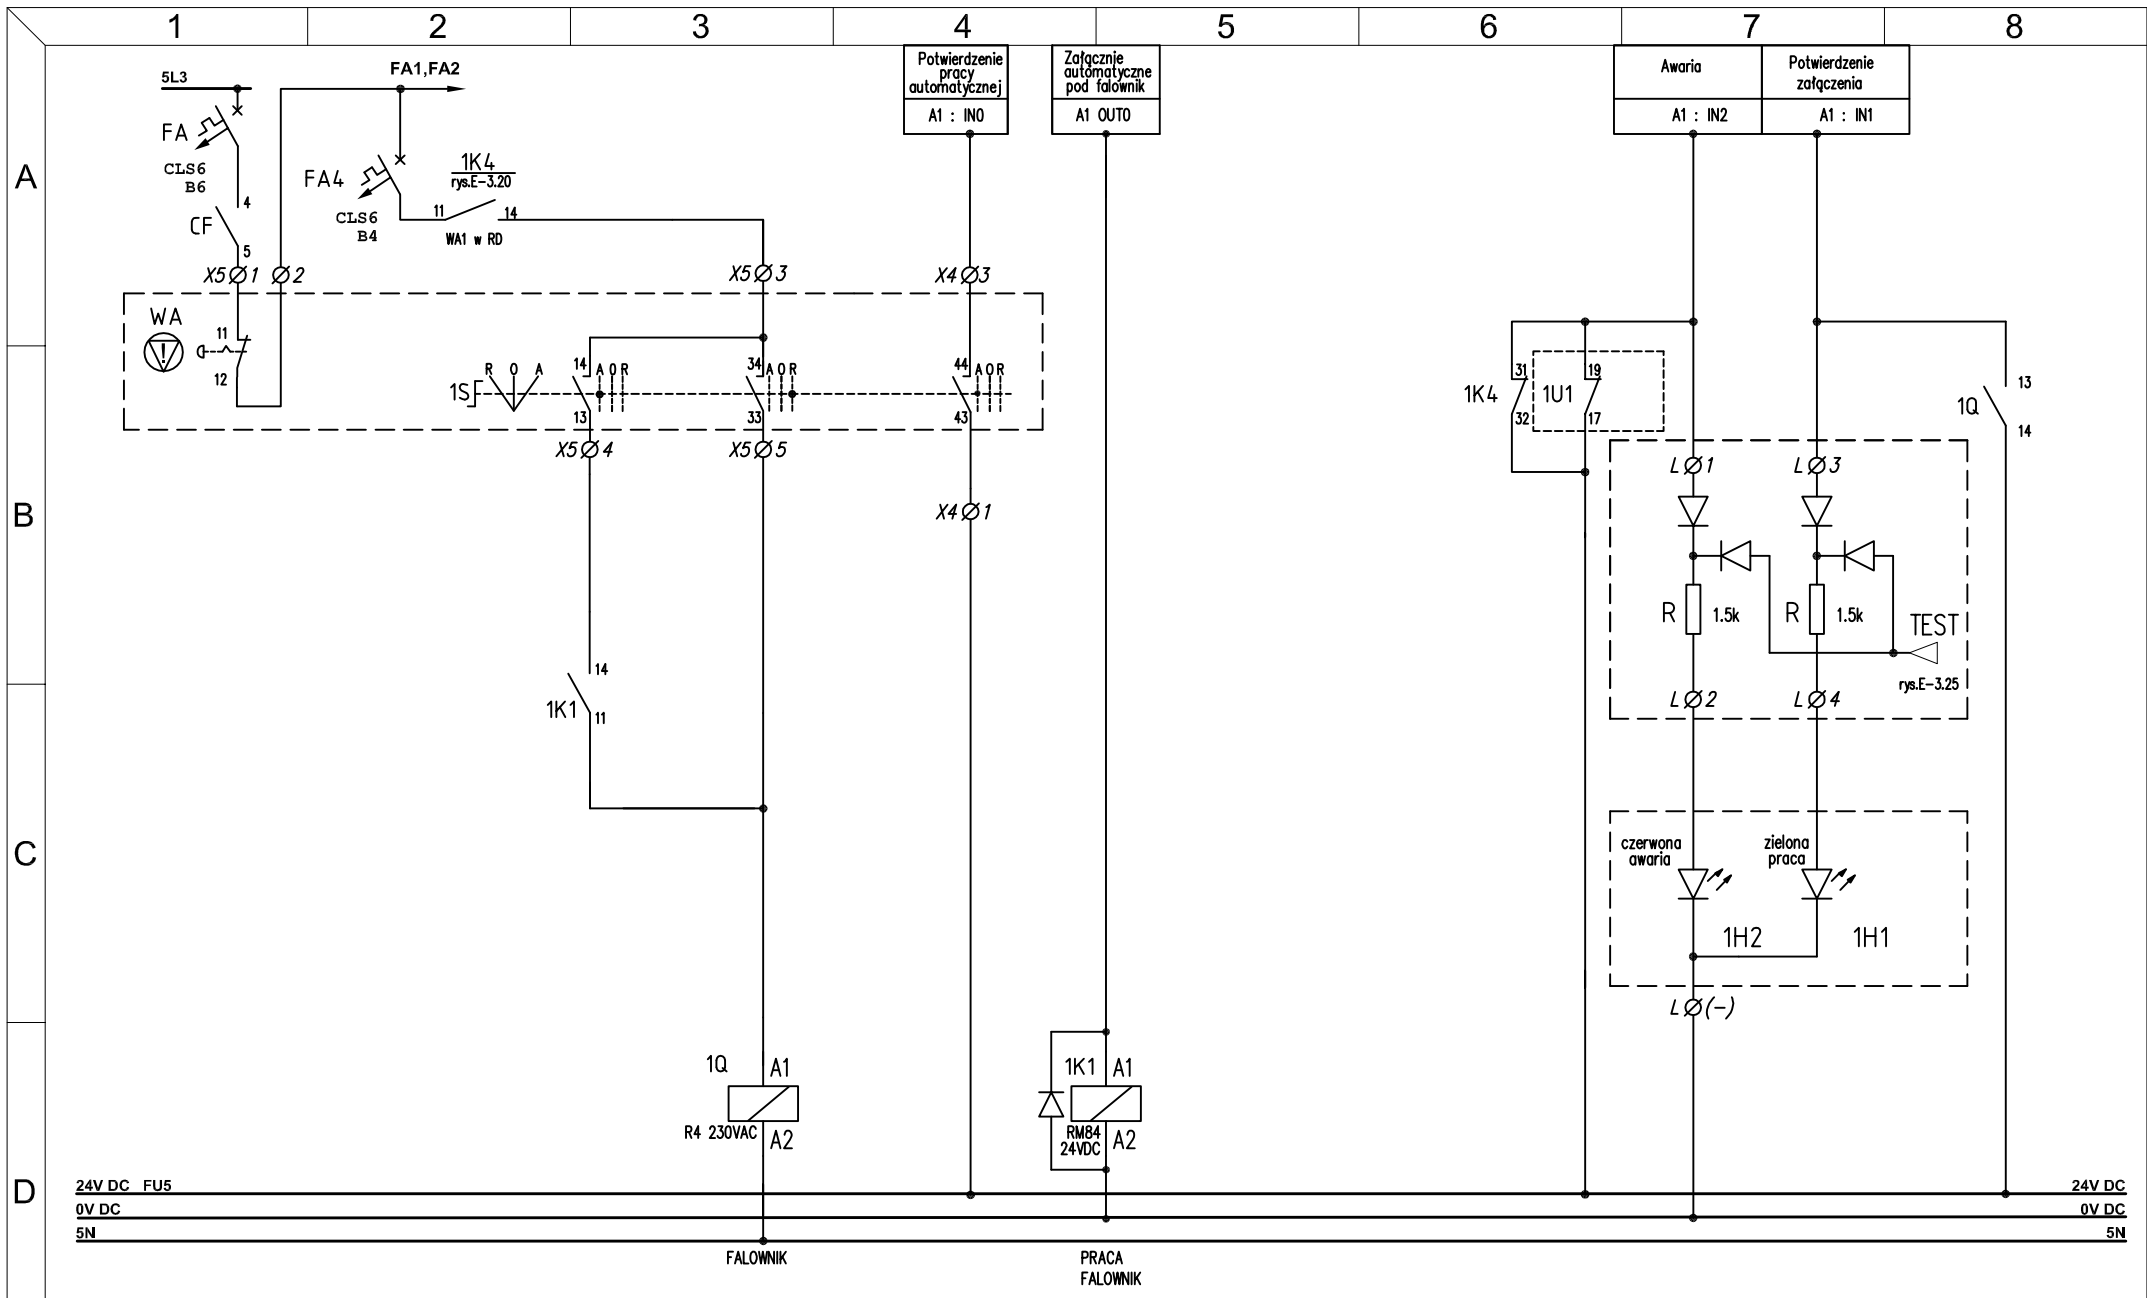 1 2 3 4 5 6 7 8
A
B
C
D
5L3
FA1,FA2
FA
CLS6
B6
4
CF
5
X5 1
2
FA4
CLS6
B4
1K4
rys.E-3.20
11
14
WA1 w RD
X5 3
Potwierdzenie
pracy
automatycznej
A1 : IN0
X4 3
Załącznie
automatyczne
pod falownik
A1 OUT0
Awaria
A1 : IN2
Potwierdzenie
załączenia
A1 : IN1
WA
!
11
12
1S
R O A
14
A O R
13
34
A O R
33
44
A O R
43
X5 4
X5 5
X4 1
1K4
31
32
1U1
19
17
1Q
13
14
L 1
L 3
R 1.5k
R 1.5k
TEST
rys.E-3.25
L 2
L 4
14
1K1
11
czerwona
awaria
zielona
praca
1H2
1H1
L (-)
1Q
A1
R4 230VAC
A2
1K1
A1
RM84
24VDC
A2
24V DC FU5
24V DC
0V DC
0V DC
5N
5N
FALOWNIK
PRACA
FALOWNIK